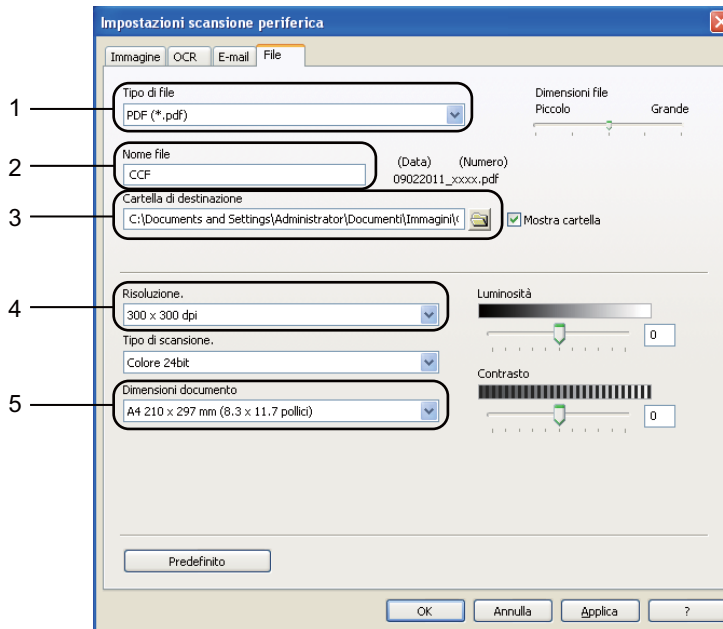 Impostazioni scansione periferica
Immagine OCR E-mail File
1
Tipo di file
PDF (*.pdf)
Dimensioni file
Piccolo Grande
2
Nome file
CCF
(Data) (Numero)
09022011_xxxx.pdf
3
Cartella di destinazione
C:\Documents and Settings\Administrator\Documenti\Immagini\
Mostra cartella
4
Risoluzione.
300 x 300 dpi
Tipo di scansione.
Colore 24bit
5
Dimensioni documento
A4 210 x 297 mm (8.3 x 11.7 pollici)
Luminosità
0
Contrasto
0
Predefinito
OK Annulla Applica ?